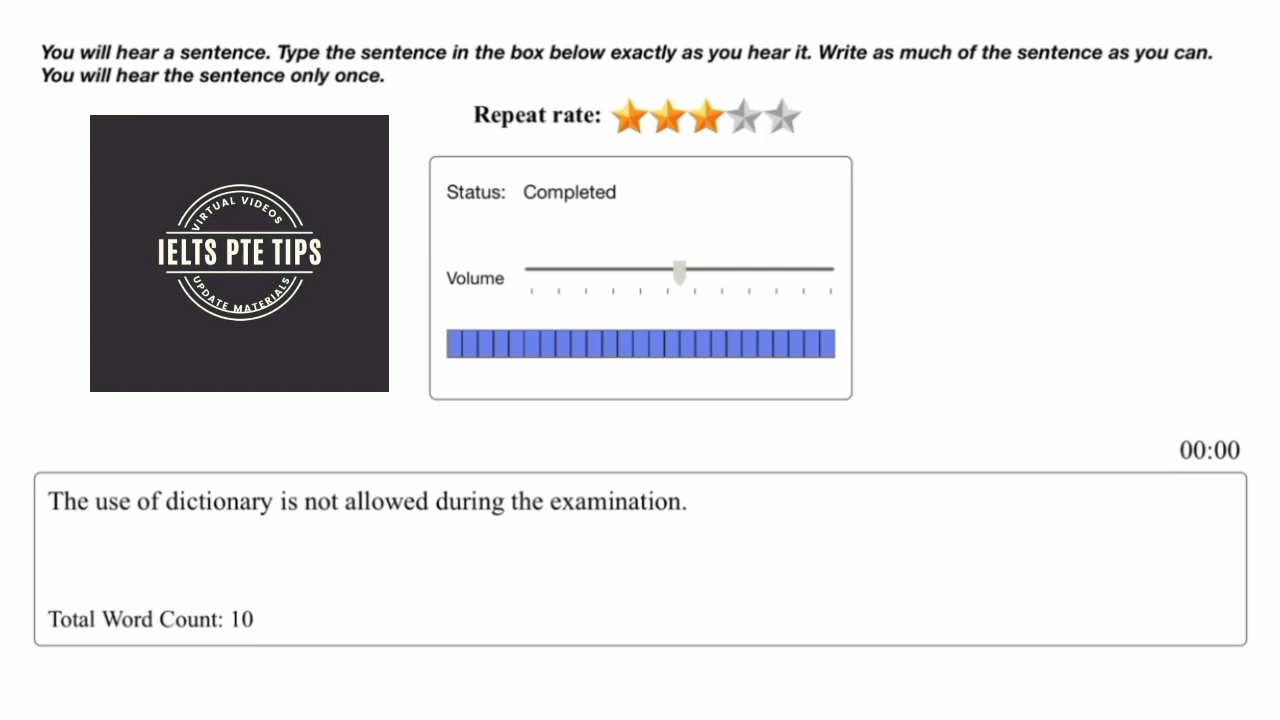 You will hear a sentence. Type the sentence in the box below exactly as you hear it. Write as much of the sentence as you can.
You will hear the sentence only once.
Repeat rate:
VIRTUAL VIDEOS
IELTS PTE TIPS
UPDATE MATERIALS
Status: Completed
Volume
00:00
The use of dictionary is not allowed during the examination.
Total Word Count: 10